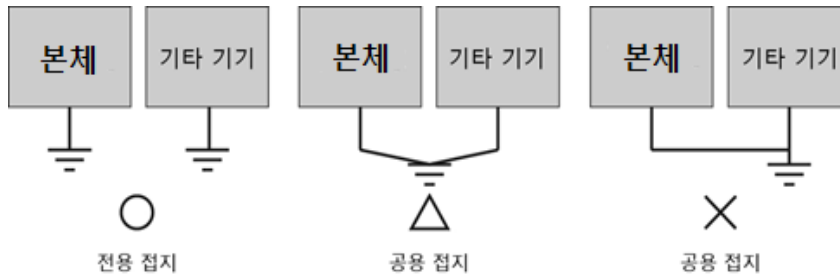 본체 기타 기기 본체 기타 기기 본체 기타 기기
전용 접지 공용 접지 공용 접지